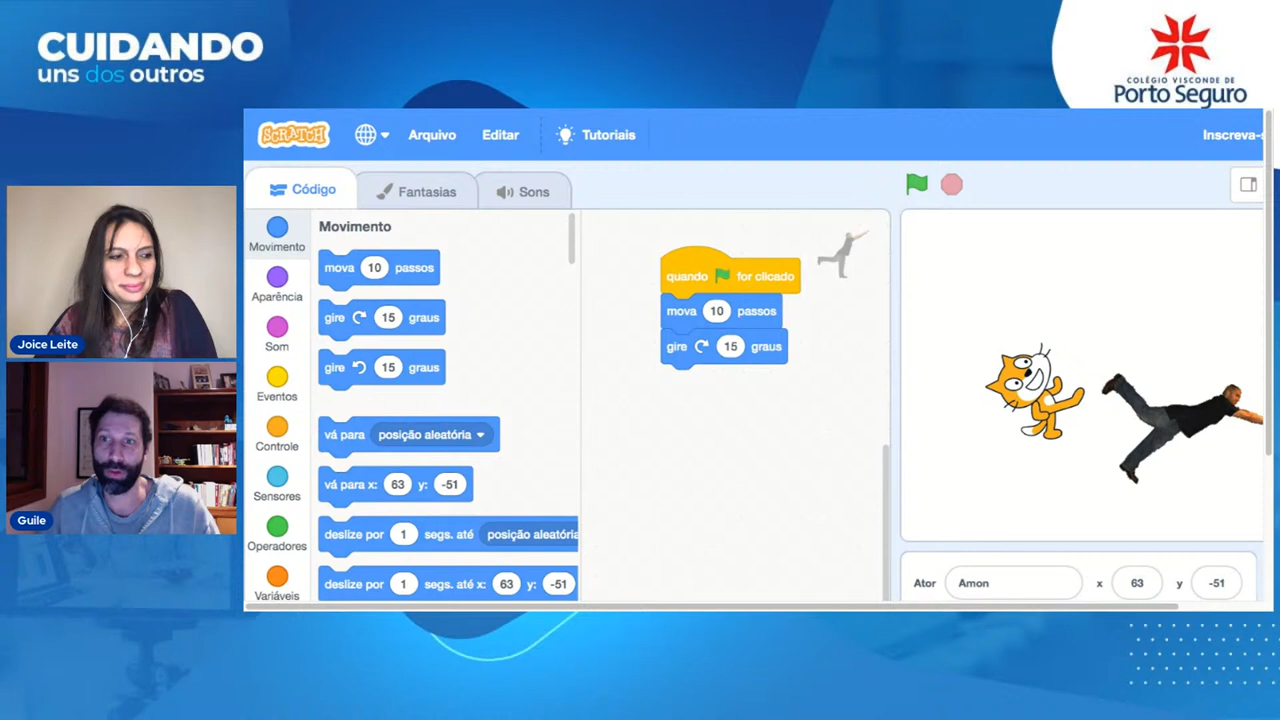 CUIDANDO
uns dos outros
COLÉGIO VISCONDE DE
Porto Seguro
SCRATCH
Arquivo
Editar
Tutoriais
Inscreva-s
Código
Fantasias
Sons
Movimento
Aparência
Som
Eventos
Controle
Sensores
Operadores
Variáveis
Movimento
mova 10 passos
gire 15 graus
gire 15 graus
vá para posição aleatória
vá para x: 63 y: -51
deslize por 1 segs. até posição aleatória
deslize por 1 segs. até x: 63 y: -51
quando for clicado
mova 10 passos
gire 15 graus
Ator Amon x 63 y -51
Joice Leite
Guile